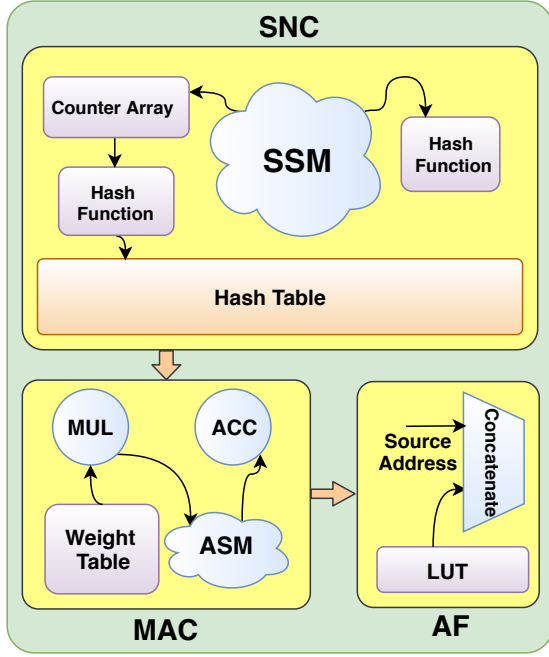 SNC
Counter Array
SSM
Hash
Function
Hash
Function
Hash Table
MUL
ACC
Weight
Table
ASM
MAC
Source
Address
Concatenate
LUT
AF